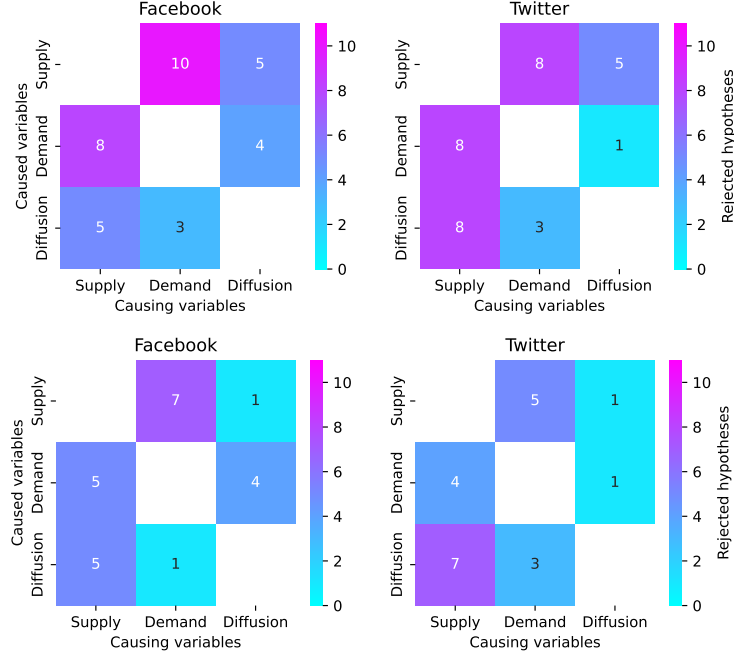 Facebook
Twitter
Caused variables
Supply
Demand
Diffusion
10 5
8 4
5 3
Supply Demand Diffusion
Causing variables
10
8
6
4
2
0
8 5
8 1
8 3
Supply
Demand
Diffusion
Supply Demand Diffusion
Causing variables
10
8
6
4
2
0
Rejected hypotheses
Facebook
Twitter
Caused variables
Supply
Demand
Diffusion
7 1
5 4
5 1
Supply Demand Diffusion
Causing variables
10
8
6
4
2
0
Supply
Demand
Diffusion
5 1
4 1
7 3
Supply Demand Diffusion
Causing variables
10
8
6
4
2
0
Rejected hypotheses